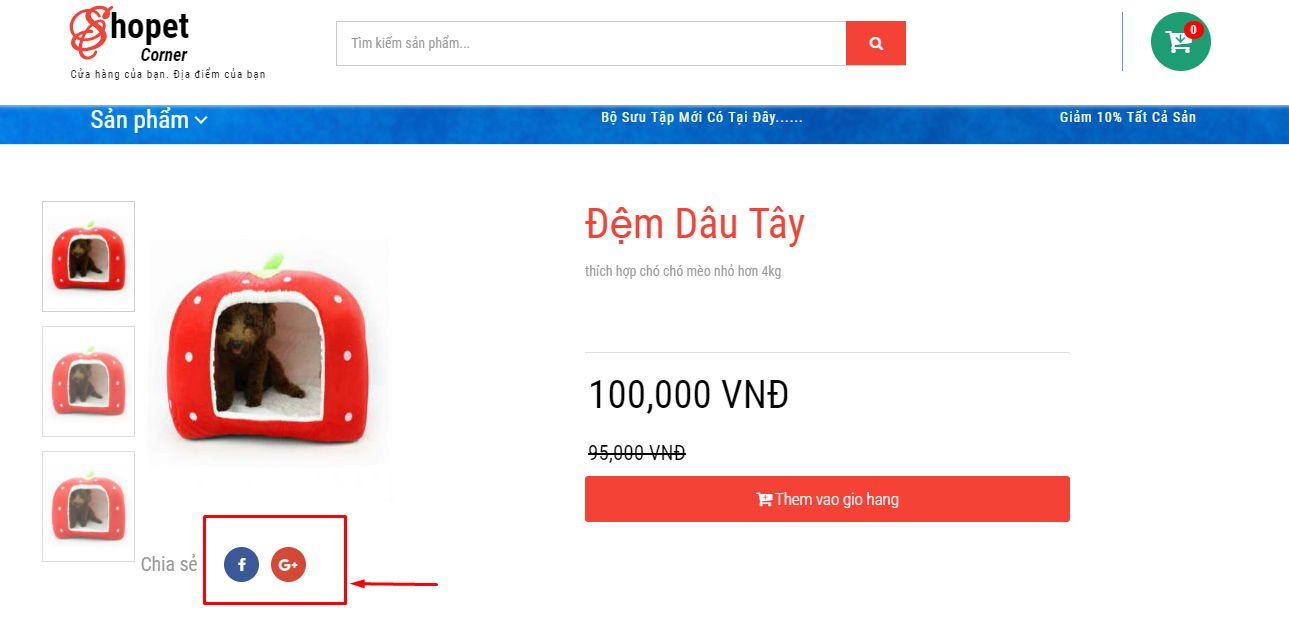 Shopet
Corner
Cửa hàng của bạn. Địa điểm của bạn
Tìm kiếm sản phẩm...
0
Sản phẩm
Bộ Sưu Tập Mới Có Tại Đây......
Giảm 10% Tất Cả Sản
Đệm Dâu Tây
thích hợp chó chó mèo nhỏ hơn 4kg
100,000 VNĐ
95,000 VNĐ
Them vao gio hang
Chia sẻ
f
G+